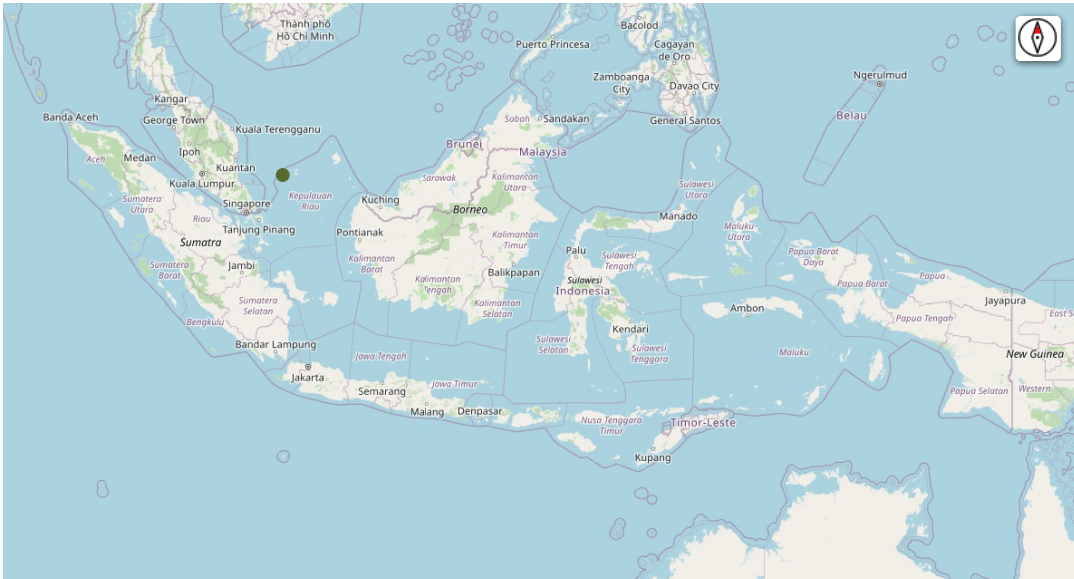 Thành phố
Hồ Chí Minh
Bacolod
Puerto Princesa
Cagayan
de Oro
Zamboanga
City
Davao City
Ngerulmud
Kangar
Banda Aceh
George Town
Kuala Terengganu
General Santos
Belau
Sabah
Sandakan
Brunei
Malaysia
Ipoh
Aceh
Medan
Kuantan
Kuala Lumpur
Sarawak
Kalimantan
Utara
Sulawesi
Utara
Kepulauan
Riau
Kuching
Singapore
Sumatera
Utara
Riau
Borneo
Manado
Tanjung Pinang
Pontianak
Maluku
Utara
Sumatra
Kalimantan
Timur
Palu
Papua Barat
Daya
Sulawesi
Tengah
Jambi
Sumatera
Barat
Kalimantan
Barat
Balikpapan
Papua
Sulawesi
Papua Barat
Kalimantan
Tengah
Indonesia
Jayapura
Sumatera
Selatan
Kalimantan
Selatan
Ambon
East S
Bengkulu
Papua Tengah
Kendari
Bandar Lampung
Sulawesi
Selatan
Sulawesi
Tenggara
Maluku
New Guinea
Jawa Tengah
Jakarta
Jawa Timur
Semarang
Papua Selatan
Western
Malang
Denpasar
Nusa Tenggara
Timur
Timor-Leste
Kupang